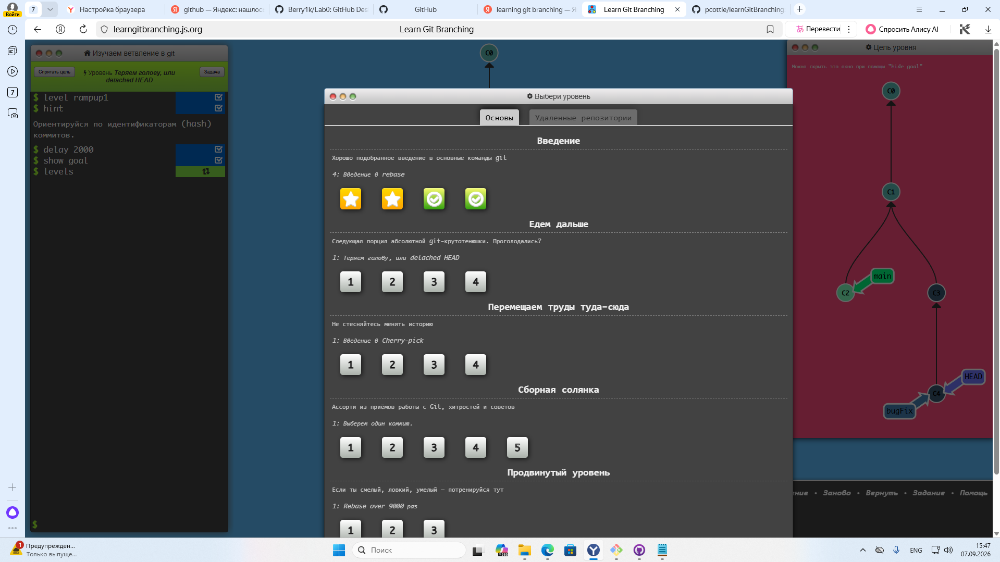 Войти
7
Настройка браузера
github — Яндекс: нашлось
Berry1k/Lab0: GitHub Des
GitHub
learning git branching — Я
Learn Git Branching
pcottle/learnGitBranching
learngitbranching.js.org
Learn Git Branching
Перевести
Спросить Алису AI
7
Изучаем ветвление в git
Спрятать цель
Уровень Теряем голову, или detached HEAD
Задача
$ level rampup1
$ hint
Ориентируйся по идентификаторам (hash)
коммитов.
$ delay 2000
$ show goal
$ levels
$
C0
Выбери уровень
Основы
Удаленные репозитории
Введение
Хорошо подобранное введение в основные команды git
4: Введение в rebase
Едем дальше
Следующая порция абсолютной git-крутотенюшки. Проголодались?
1: Теряем голову, или detached HEAD
1 2 3 4
Перемещаем труды туда-сюда
Не стесняйтесь менять историю
1: Введение в Cherry-pick
1 2 3 4
Сборная солянка
Ассорти из приёмов работы с Git, хитростей и советов
1: Выберем один коммит.
1 2 3 4 5
Продвинутый уровень
Если ты смелый, ловкий, умелый — потренируйся тут
1: Rebase over 9000 раз
1 2 3
Цель уровня
Можно скрыть это окно при помощи "hide goal"
C0
C1
main
C2
C3
HEAD
C4
bugFix
ение • Заново • Вернуть • Задание • Помощь
1
Предупрежден...
Только выпуще...
Поиск
M365
ENG
15:47
07.09.2026